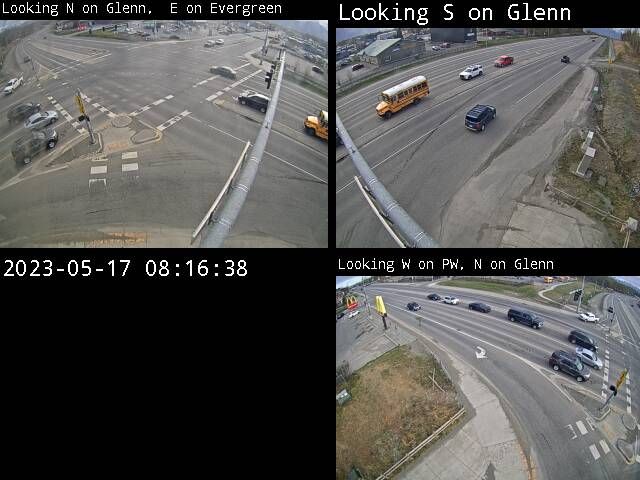 Looking N on Glenn, E on Evergreen
Looking S on Glenn
2023-05-17 08:16:38
Looking W on PW, N on Glenn